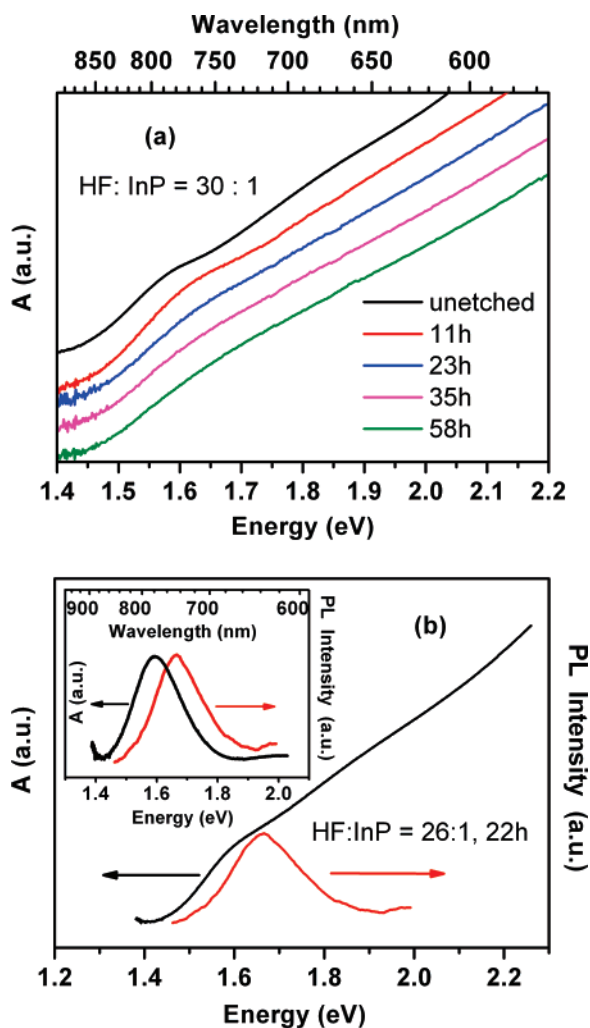 Wavelength (nm)
850 800 750 700 650 600
(a)
HF: InP = 30 : 1
A (a.u.)
unetched
11h
23h
35h
58h
1.4 1.5 1.6 1.7 1.8 1.9 2.0 2.1 2.2
Energy (eV)
(b)
900 800 700 600
Wavelength (nm)
A (a.u.)
PL Intensity (a.u.)
1.4 1.6 1.8 2.0
Energy (eV)
A (a.u.)
PL Intensity (a.u.)
HF:InP = 26:1, 22h
1.2 1.4 1.6 1.8 2.0 2.2
Energy (eV)